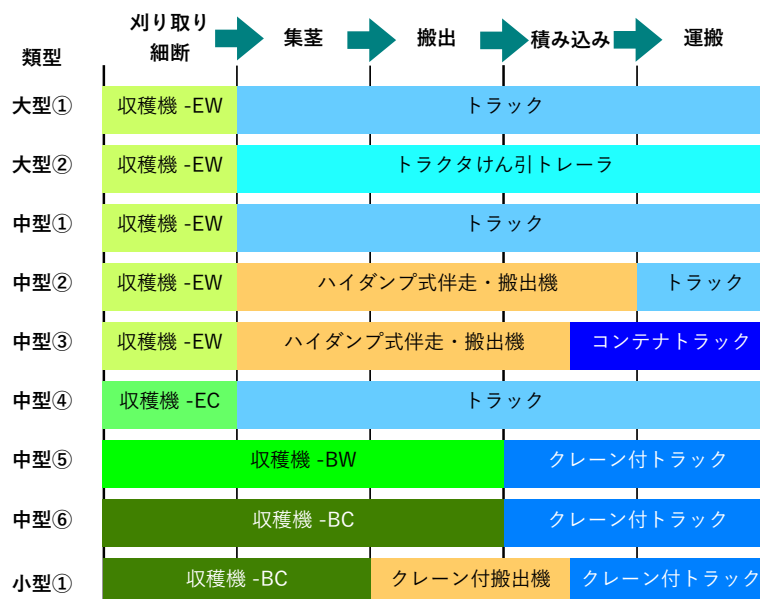 刈り取り
細断
集茎
搬出
積み込み
運搬
類型
大型① 収穫機 -EW トラック
大型② 収穫機 -EW トラクタけん引トレーラ
中型① 収穫機 -EW トラック
中型② 収穫機 -EW ハイダンプ式伴走・搬出機 トラック
中型③ 収穫機 -EW ハイダンプ式伴走・搬出機 コンテナトラック
中型④ 収穫機 -EC トラック
中型⑤ 収穫機 -BW クレーン付トラック
中型⑥ 収穫機 -BC クレーン付トラック
小型① 収穫機 -BC クレーン付搬出機 クレーン付トラック